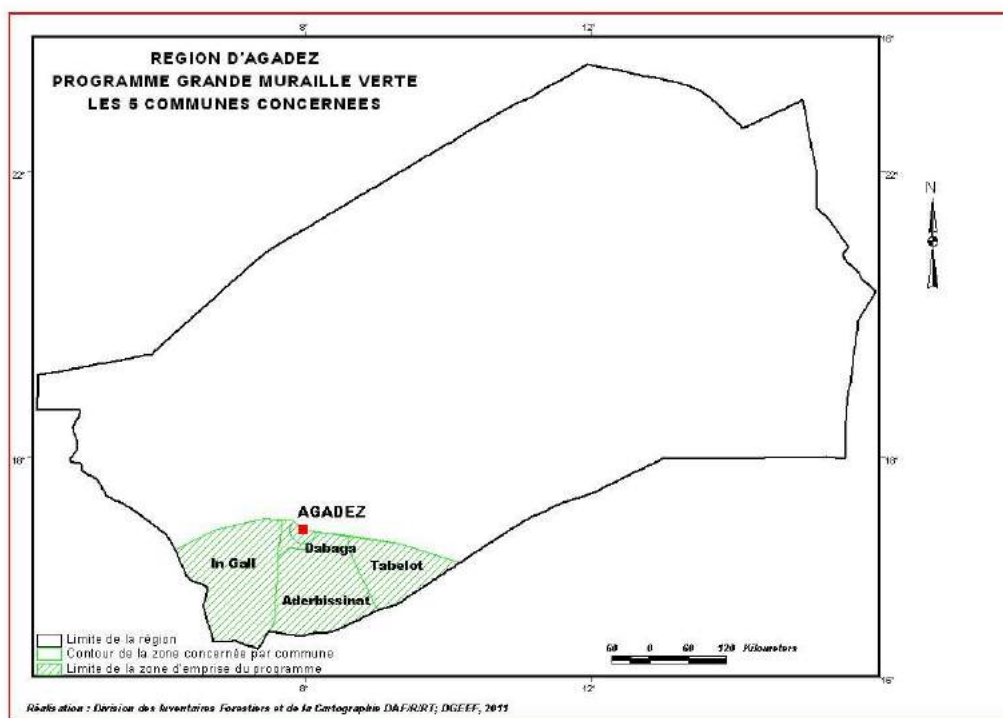 8° 12° 16°
REGION D'AGADEZ
PROGRAMME GRANDE MURAILLE VERTE
LES 5 COMMUNES CONCERNEES
22° 22°
N
18° 18°
AGADEZ
Dabaga
In Gall
Tabelot
Aderbissinat
Limite de la région
Contour de la zone concernée par commune
Limite de la zone d'emprise du programme
60 0 60 120 Kilometers
8° 12° 16°
Réalisation : Division des Inventaires Forestiers et de la Cartographie DAF/R/RT; DGEEF, 2011